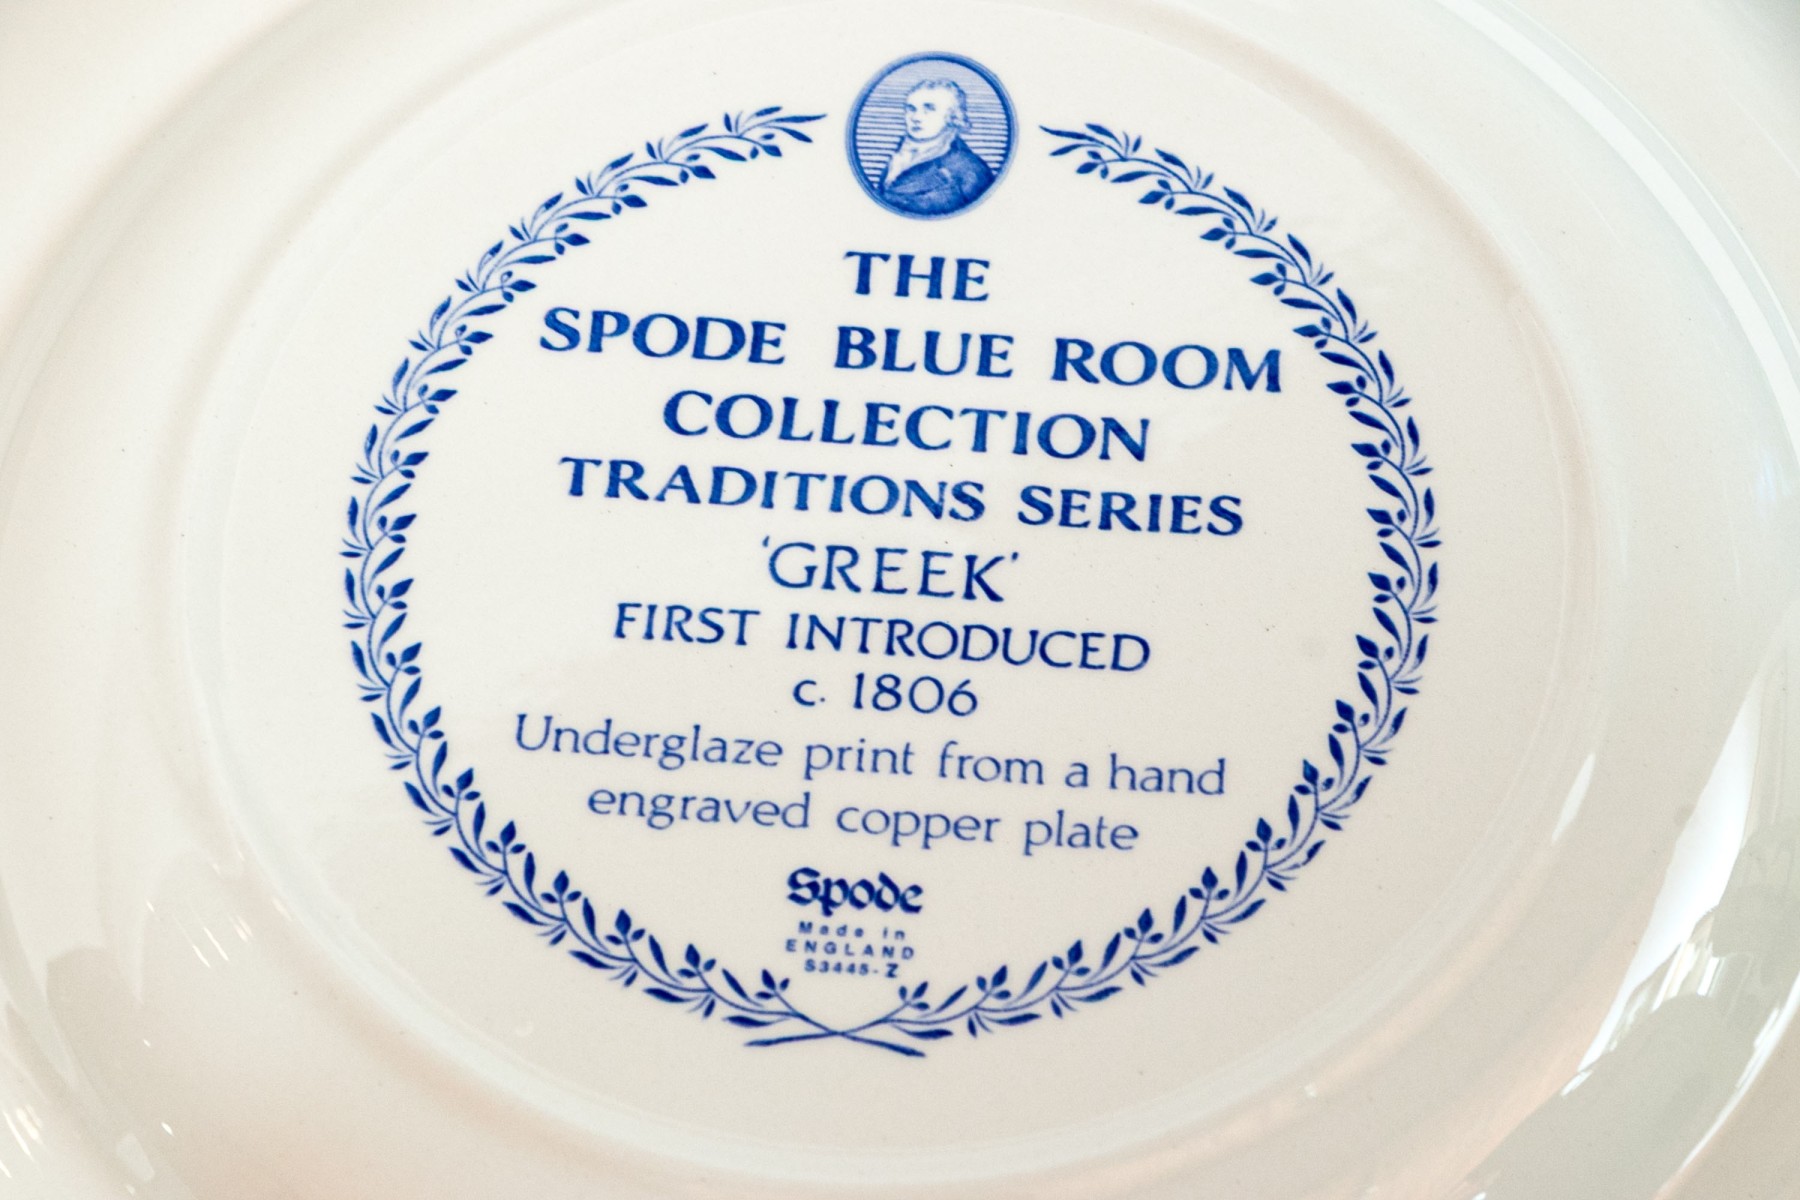 THE
SPODE BLUE ROOM
COLLECTION
TRADITIONS SERIES
'GREEK'
FIRST INTRODUCED
c. 1806
Underglaze print from a hand
engraved copper plate
Spode
Made in
ENGLAND
S3445-Z